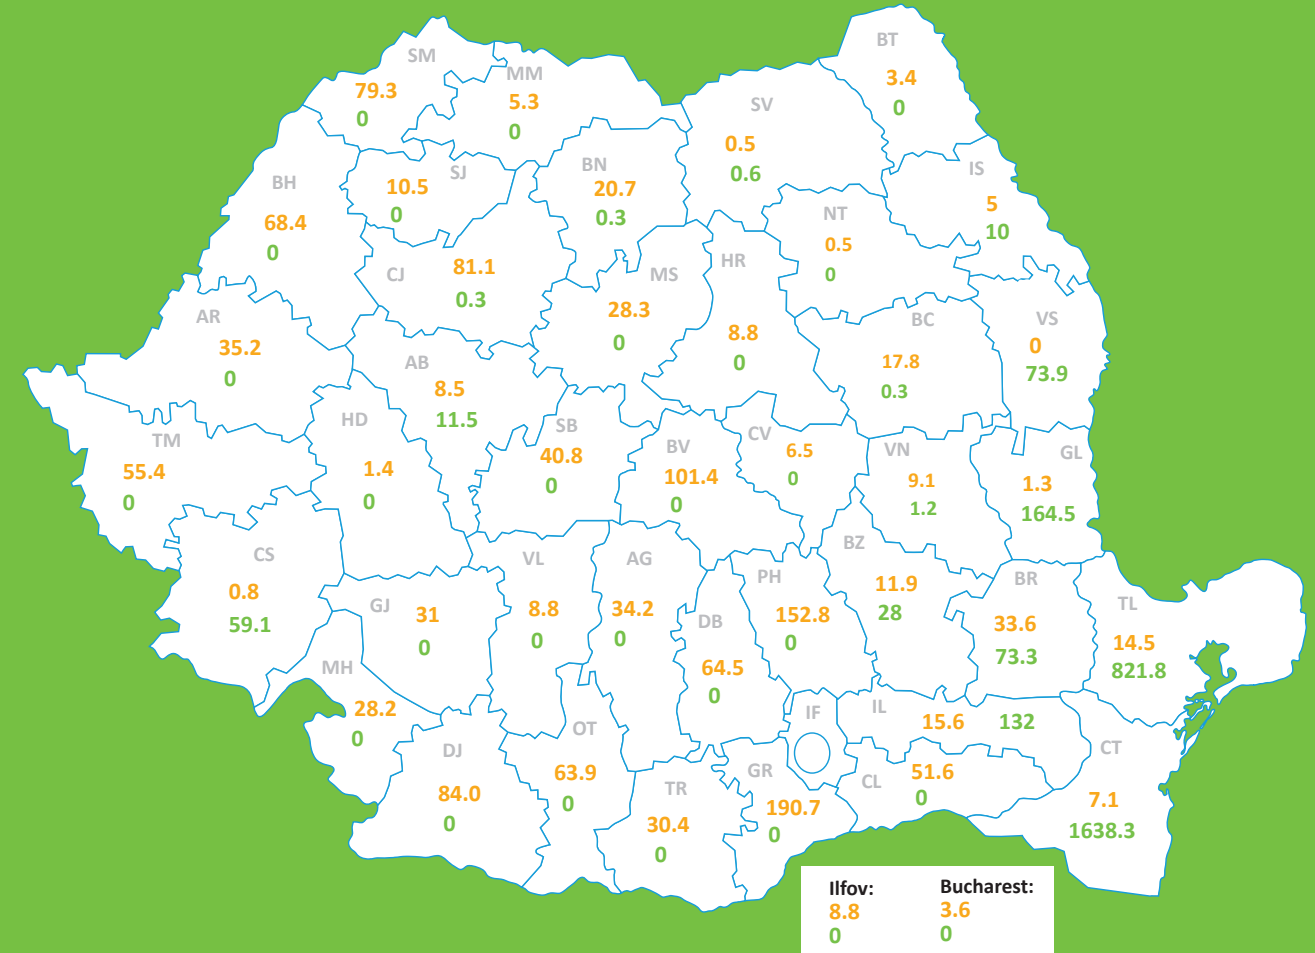 SM
79.3
0
MM
5.3
0
BT
3.4
0
SV
0.5
0.6
BH
68.4
0
SJ
10.5
0
BN
20.7
0.3
IS
5
10
NT
0.5
0
CJ
81.1
0.3
MS
28.3
0
HR
8.8
0
AR
35.2
0
BC
17.8
0.3
VS
0
73.9
AB
8.5
11.5
HD
1.4
0
TM
55.4
0
SB
40.8
0
BV
101.4
0
CV
6.5
0
VN
9.1
1.2
GL
1.3
164.5
CS
0.8
59.1
GJ
31
0
VL
8.8
0
AG
34.2
0
DB
64.5
0
PH
152.8
0
BZ
11.9
28
BR
33.6
73.3
TL
14.5
821.8
MH
28.2
0
DJ
84.0
0
OT
63.9
0
TR
30.4
0
GR
190.7
0
IF
IL
15.6 132
CL
51.6
0
CT
7.1
1638.3
Ilfov: Bucharest:
8.8 3.6
0 0